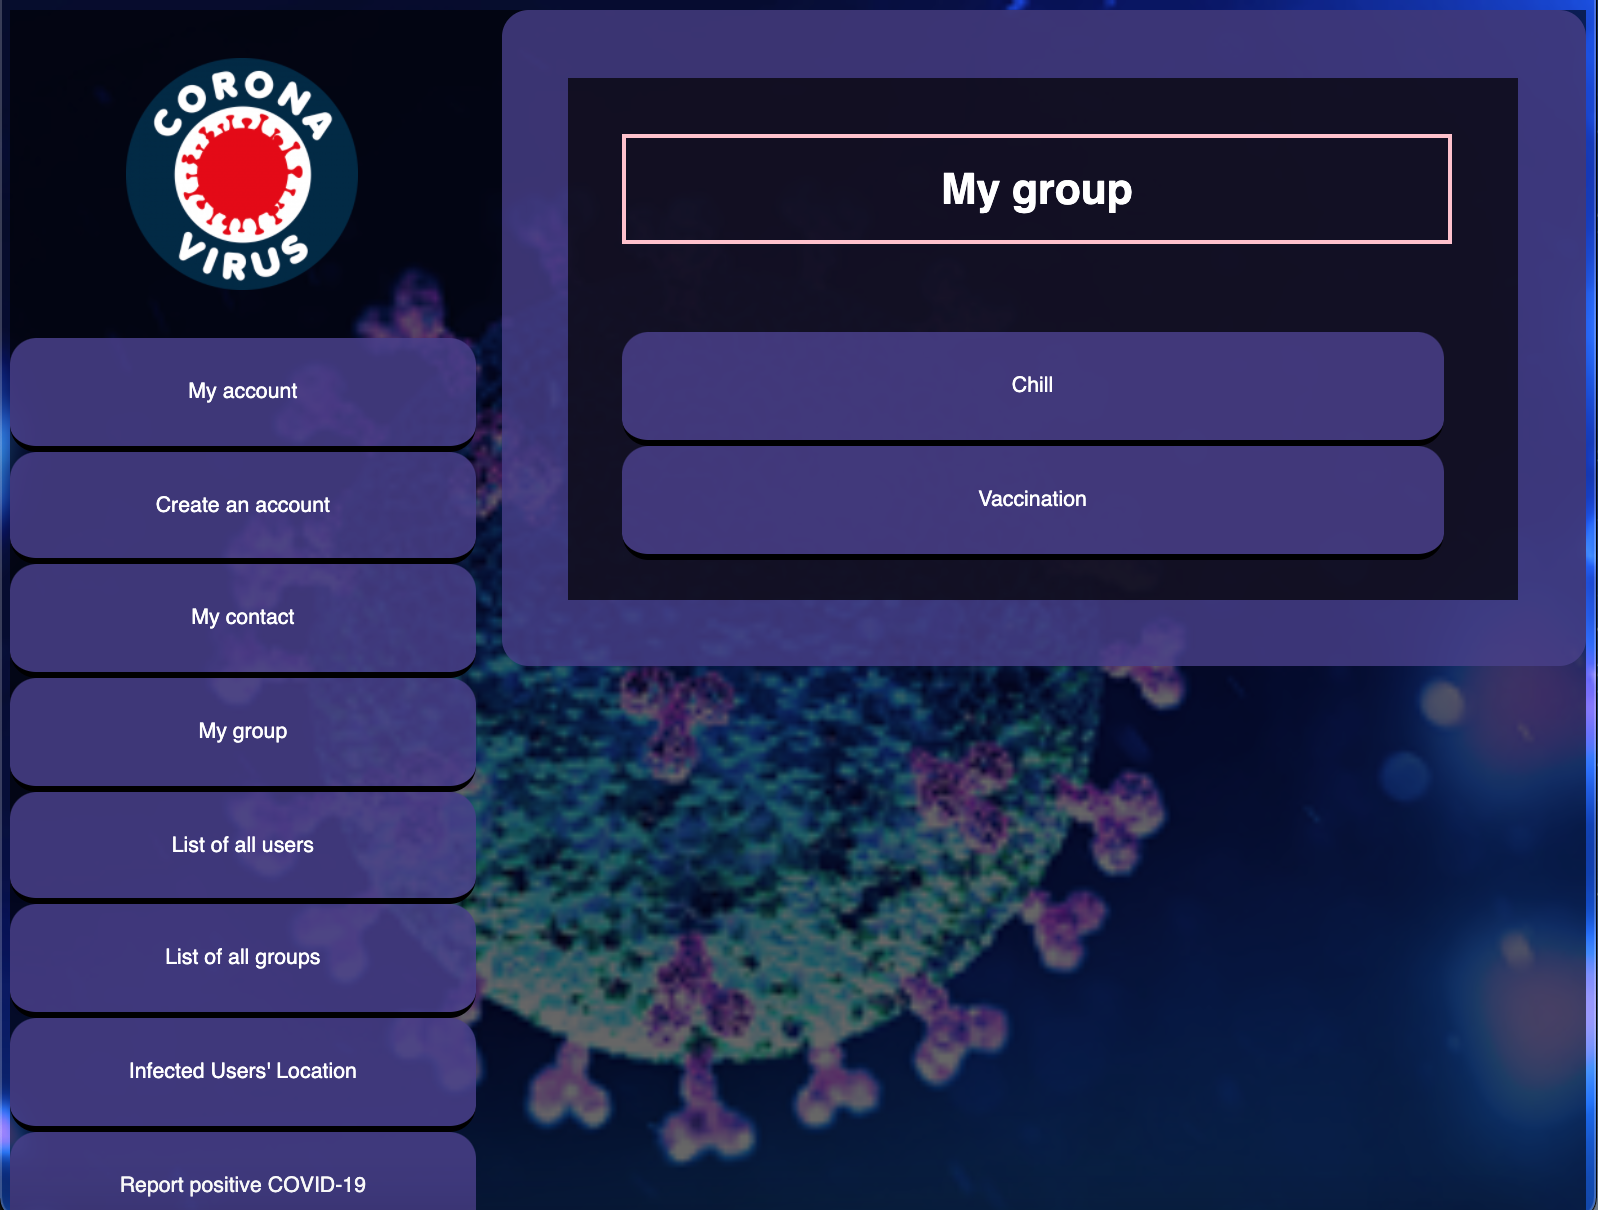 CORONA
VIRUS
My account
Create an account
My contact
My group
List of all users
List of all groups
Infected Users' Location
Report positive COVID-19
My group
Chill
Vaccination